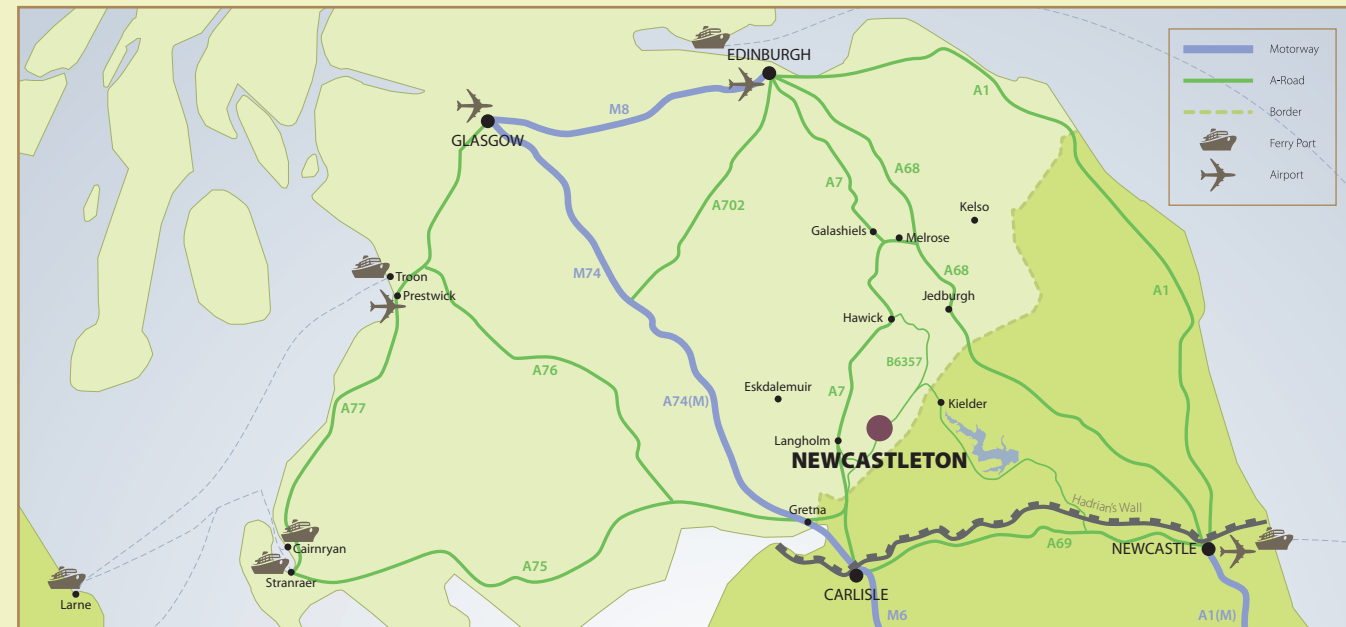 EDINBURGH
Motorway
A-Road
Border
Ferry Port
Airport
A1
M8
GLASGOW
A68
A7
A702
Kelso
Galashiels
Melrose
M74
A68
Troon
Prestwick
Jedburgh
A1
Hawick
B6357
A76
Eskdalemuir
A7
A77
A74(M)
Kielder
Langholm
NEWCASTLETON
Hadrian's Wall
Gretna
Cairnryan
A69
NEWCASTLE
A75
Stranraer
CARLISLE
Larne
M6
A1(M)